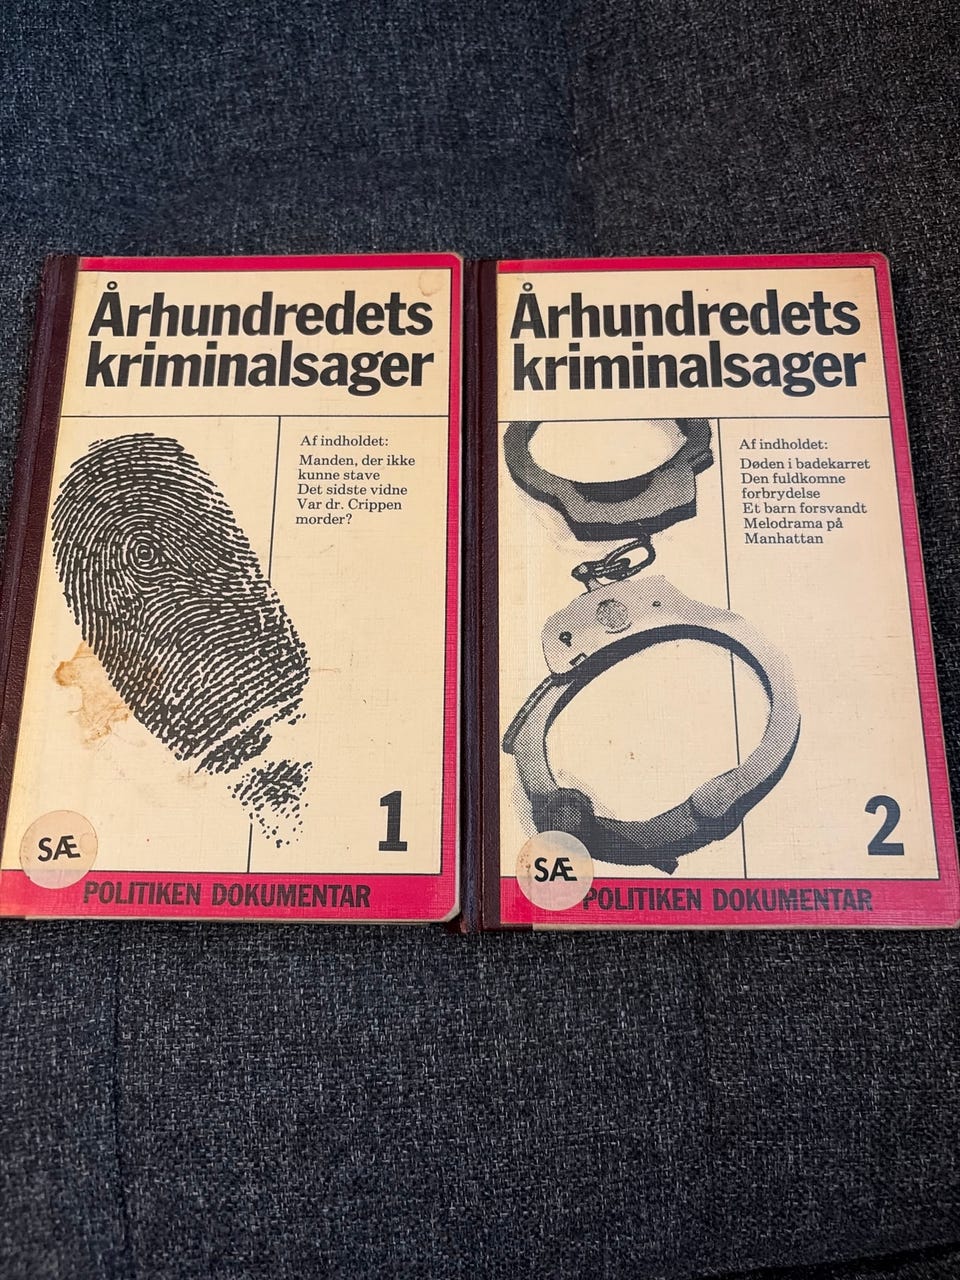 Århundredets
kriminalsager
Af indholdet:
Manden, der ikke
kunne stave
Det sidste vidne
Var dr. Crippen
morder?
1
SÆ
POLITIKEN DOKUMENTAR
Århundredets
kriminalsager
Af indholdet:
Døden i badekarret
Den fuldkomne
forbrydelse
Et barn forsvandt
Melodrama på
Manhattan
2
SÆ
POLITIKEN DOKUMENTAR